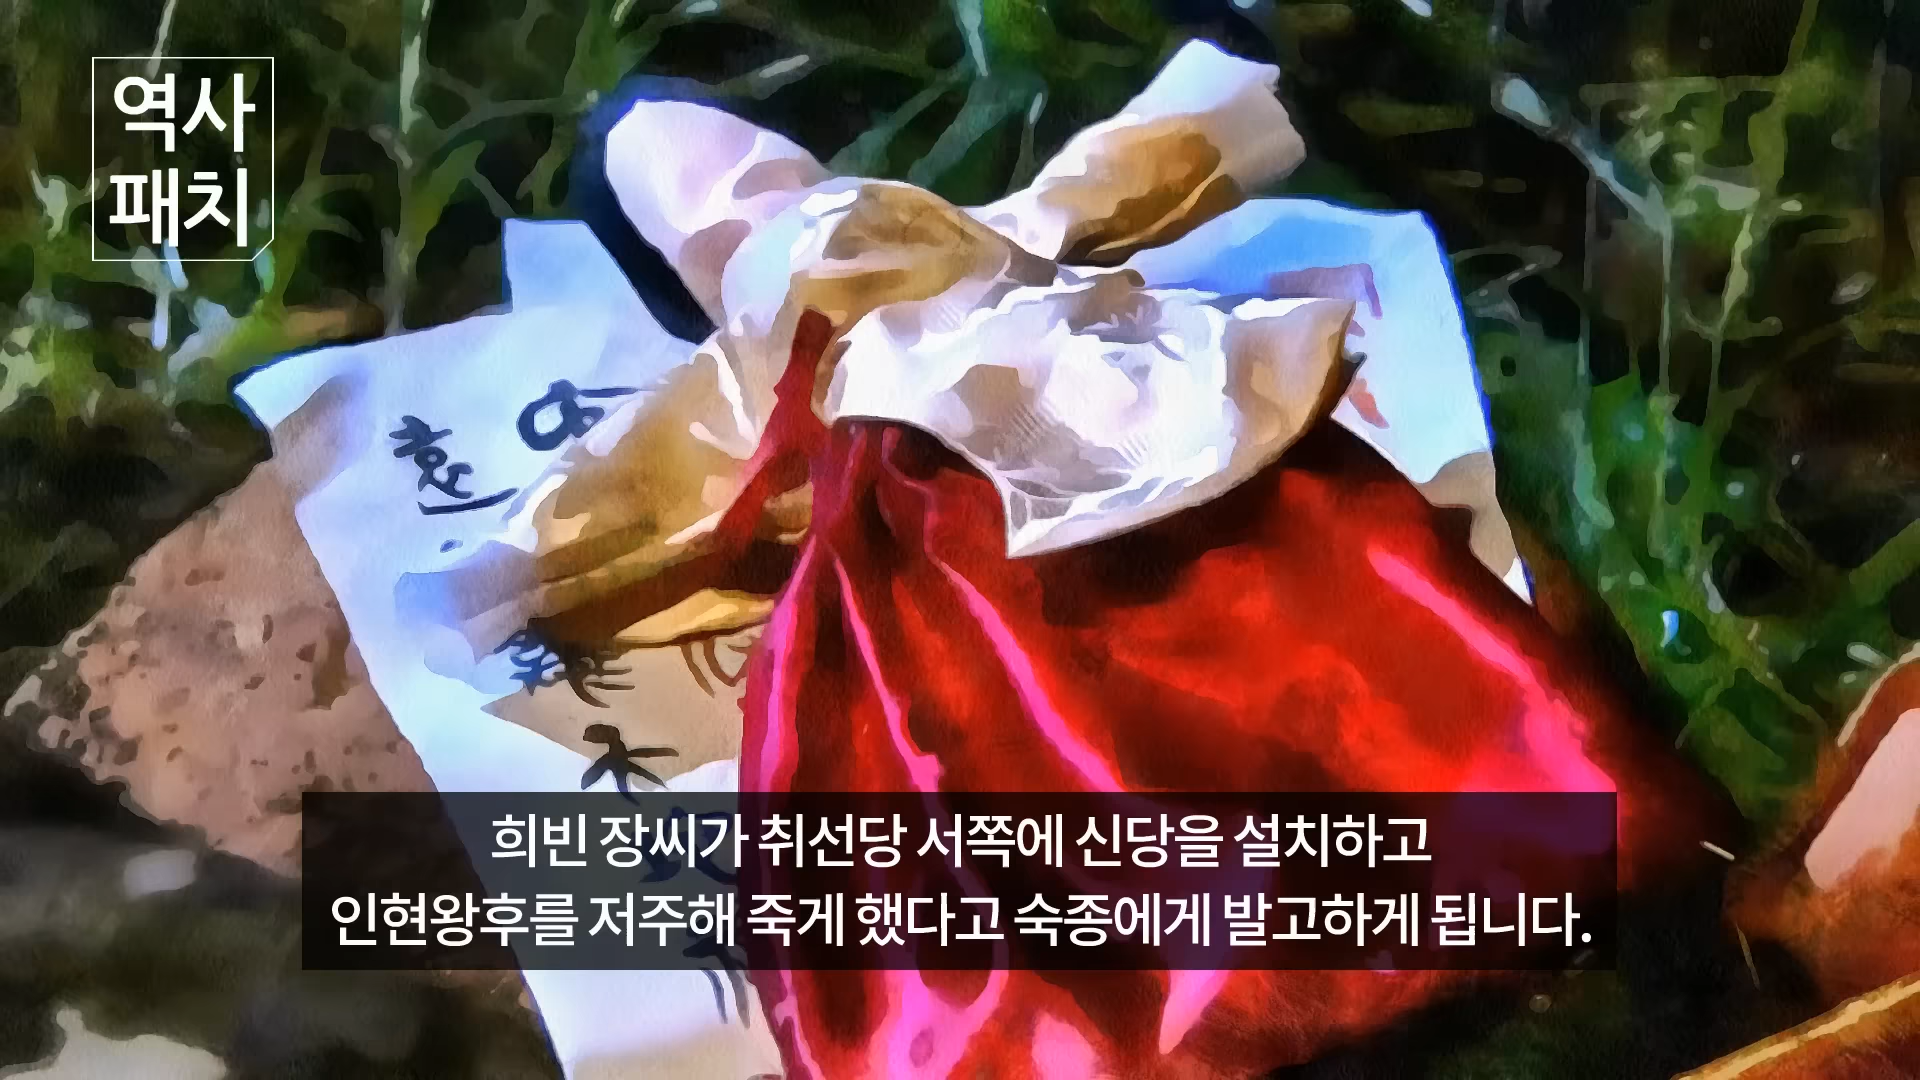 역사
패치
희빈 장씨가 취선당 서쪽에 신당을 설치하고
인현왕후를 저주해 죽게 했다고 숙종에게 발고하게 됩니다.